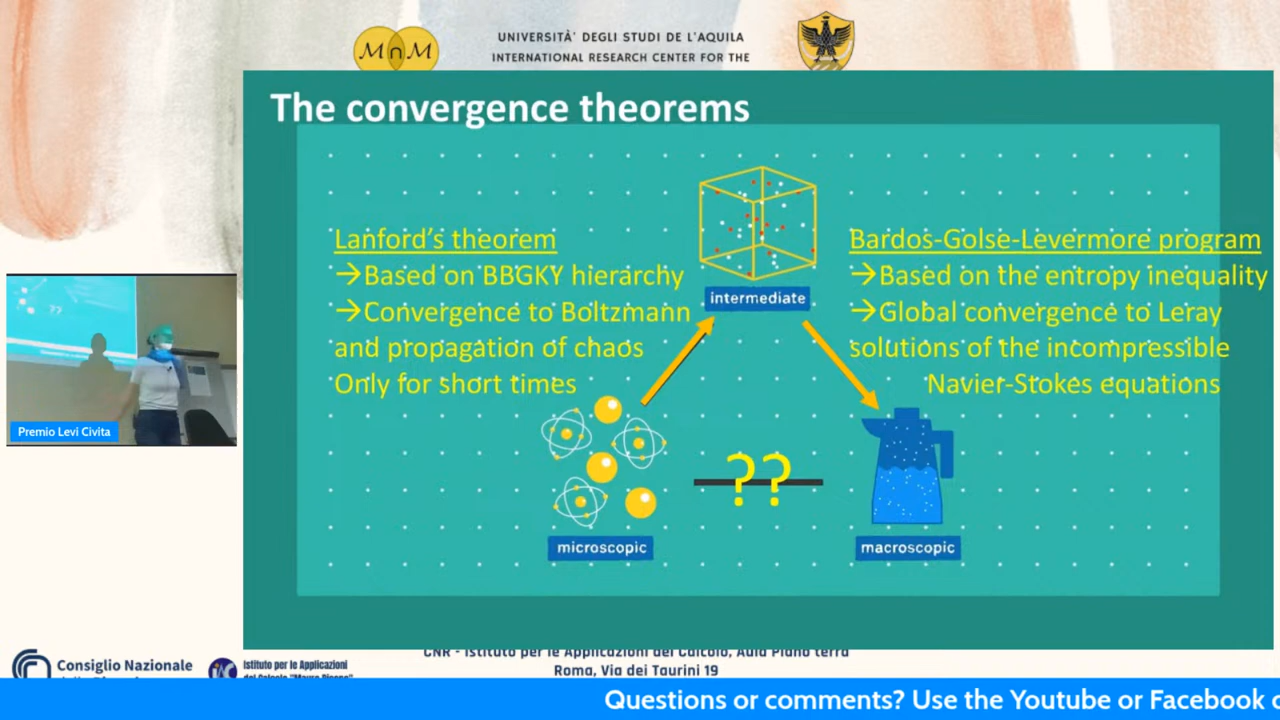 MnM
UNIVERSITÀ' DEGLI STUDI DE L'AQUILA
INTERNATIONAL RESEARCH CENTER FOR THE
The convergence theorems
Lanford's theorem
→Based on BBGKY hierarchy
→Convergence to Boltzmann
and propagation of chaos
Only for short times
intermediate
Bardos-Golse-Levermore program
→Based on the entropy inequality
→Global convergence to Leray
solutions of the incompressible
Navier-Stokes equations
??
microscopic
macroscopic
??
Premio Levi Civita
Consiglio Nazionale
Istituto per le Applicazioni
CNR - Istituto per le Applicazioni del Calcolo, Aula Piano terra
Roma, Via dei Taurini 19
Questions or comments? Use the Youtube or Facebook